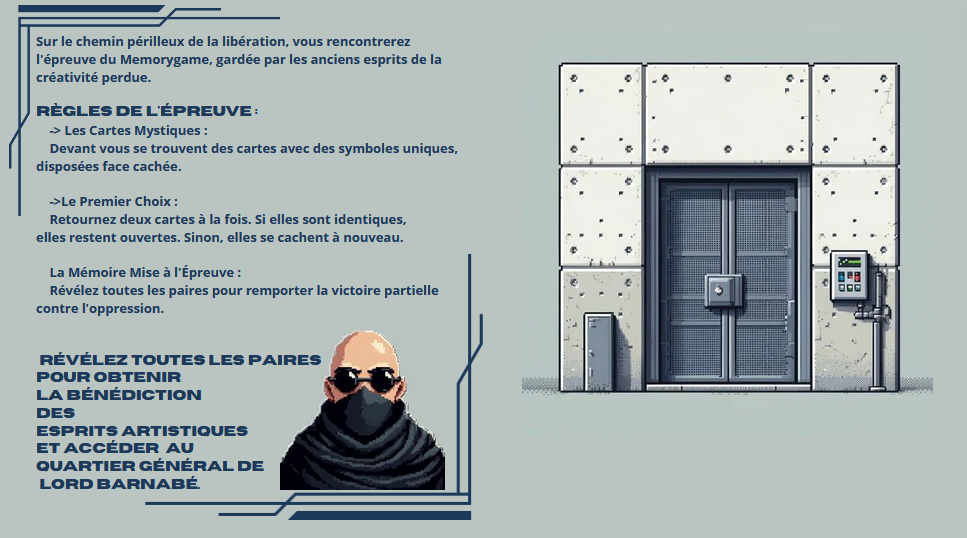 Sur le chemin périlleux de la libération, vous rencontrerez
l'épreuve du Memorygame, gardée par les anciens esprits de la
créativité perdue.
RÈGLES DE L'ÉPREUVE :
-> Les Cartes Mystiques :
Devant vous se trouvent des cartes avec des symboles uniques,
disposées face cachée.
->Le Premier Choix :
Retournez deux cartes à la fois. Si elles sont identiques,
elles restent ouvertes. Sinon, elles se cachent à nouveau.
La Mémoire Mise à l'Épreuve :
Révélez toutes les paires pour remporter la victoire partielle
contre l'oppression.
RÉVÉLEZ TOUTES LES PAIRES
POUR OBTENIR
LA BÉNÉDICTION
DES
ESPRITS ARTISTIQUES
ET ACCÉDER AU
QUARTIER GÉNÉRAL DE
LORD BARNABÉ.